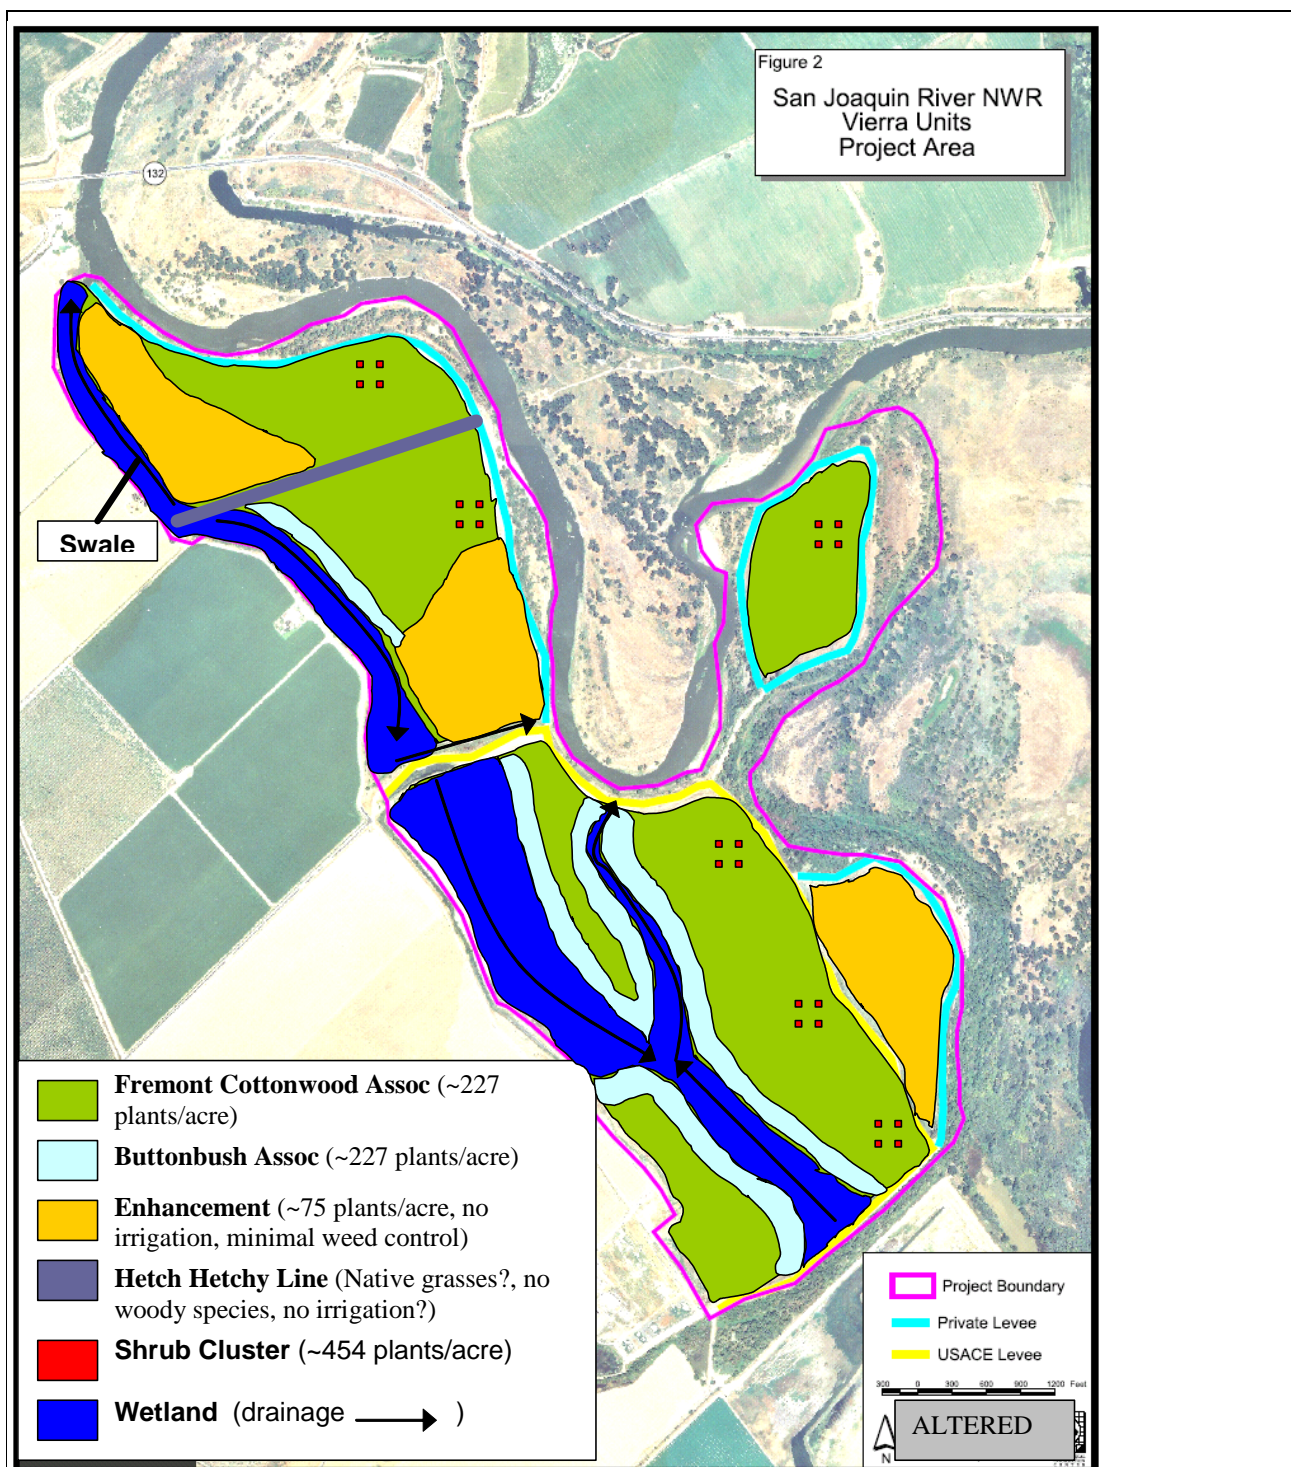 Figure 2
San Joaquin River NWR
Vierra Units
Project Area
132
Swale
Fremont Cottonwood Assoc (~227
plants/acre)
Buttonbush Assoc (~227 plants/acre)
Enhancement (~75 plants/acre, no
irrigation, minimal weed control)
Hetch Hetchy Line (Native grasses?, no
woody species, no irrigation?)
Shrub Cluster (~454 plants/acre)
Wetland (drainage )
Project Boundary
Private Levee
USACE Levee
300 0 300 600 900 1200 Feet
ALTERED
N